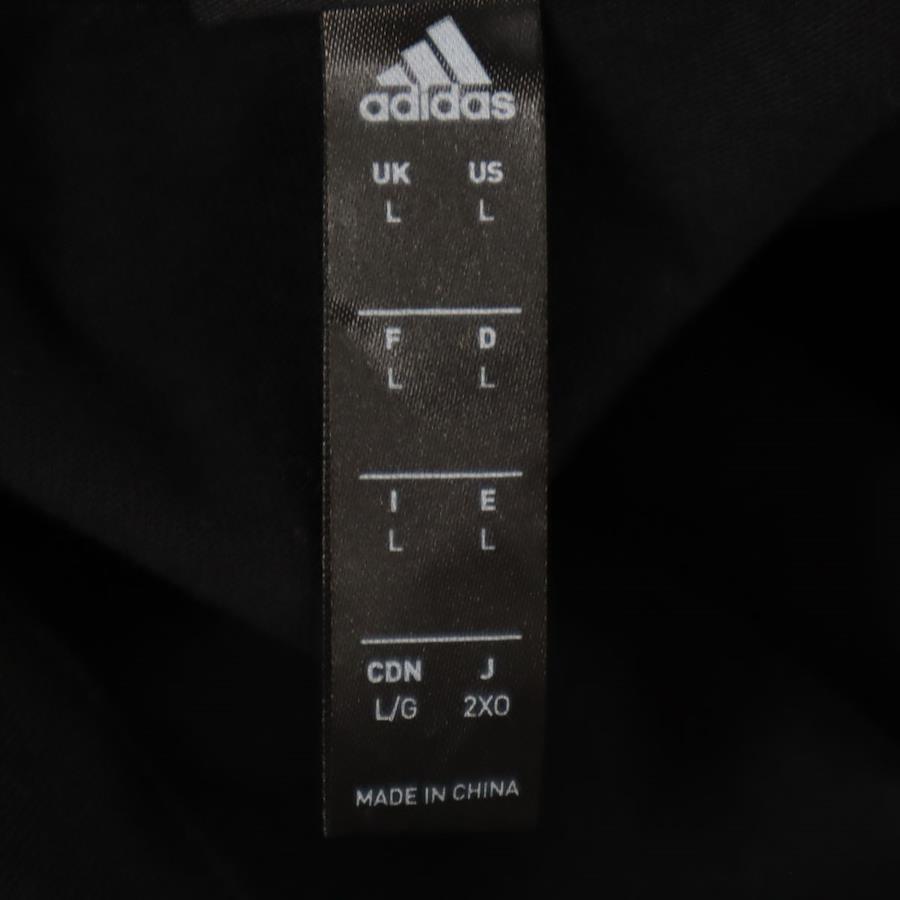 adidas
UK US
L L
F D
L L
I E
L L
CDN J
L/G 2XO
MADE IN CHINA